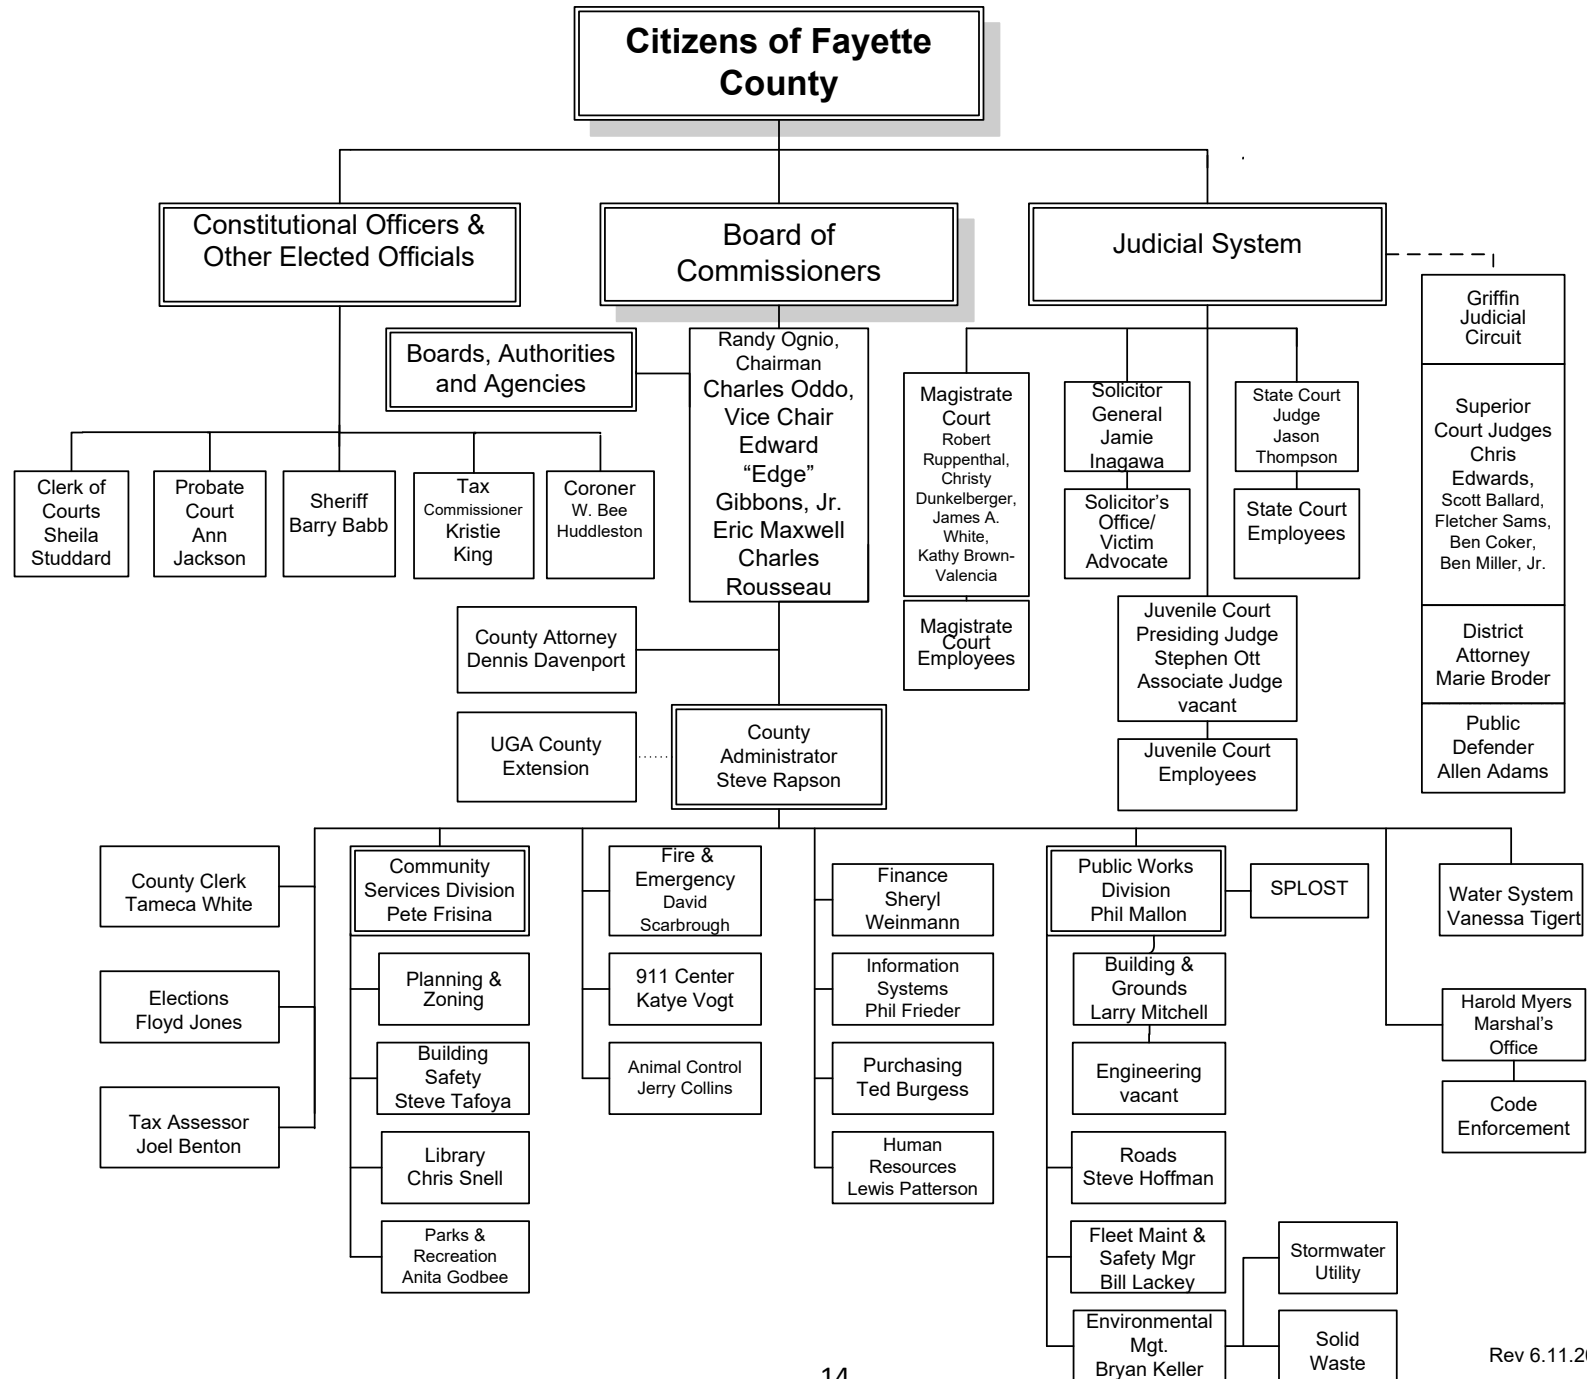 Citizens of Fayette
County
Constitutional Officers &
Other Elected Officials
Board of
Commissioners
Judicial System
Griffin
Judicial
Circuit
Superior
Court Judges
Chris
Edwards,
Scott Ballard,
Fletcher Sams,
Ben Coker,
Ben Miller, Jr.
District
Attorney
Marie Broder
Public
Defender
Allen Adams
Boards, Authorities
and Agencies
Randy Ognio,
Chairman
Charles Oddo,
Vice Chair
Edward
“Edge”
Gibbons, Jr.
Eric Maxwell
Charles
Rousseau
Magistrate
Court
Robert
Ruppenthal,
Christy
Dunkelberger,
James A.
White,
Kathy Brown-
Valencia
Magistrate
Court
Employees
Solicitor
General
Jamie
Inagawa
Solicitor’s
Office/
Victim
Advocate
State Court
Judge
Jason
Thompson
State Court
Employees
Juvenile Court
Presiding Judge
Stephen Ott
Associate Judge
vacant
Juvenile Court
Employees
Clerk of
Courts
Sheila
Studdard
Probate
Court
Ann
Jackson
Sheriff
Barry Babb
Tax
Commissioner
Kristie
King
Coroner
W. Bee
Huddleston
County Attorney
Dennis Davenport
UGA County
Extension
County
Administrator
Steve Rapson
County Clerk
Tameca White
Elections
Floyd Jones
Tax Assessor
Joel Benton
Community
Services Division
Pete Frisina
Planning &
Zoning
Building
Safety
Steve Tafoya
Library
Chris Snell
Parks &
Recreation
Anita Godbee
Fire &
Emergency
David
Scarbrough
911 Center
Katye Vogt
Animal Control
Jerry Collins
Finance
Sheryl
Weinmann
Information
Systems
Phil Frieder
Purchasing
Ted Burgess
Human
Resources
Lewis Patterson
Public Works
Division
Phil Mallon
SPLOST
Building &
Grounds
Larry Mitchell
Engineering
vacant
Roads
Steve Hoffman
Fleet Maint &
Safety Mgr
Bill Lackey
Environmental
Mgt.
Bryan Keller
Stormwater
Utility
Solid
Waste
Water System
Vanessa Tigert
Harold Myers
Marshal’s
Office
Code
Enforcement
Rev